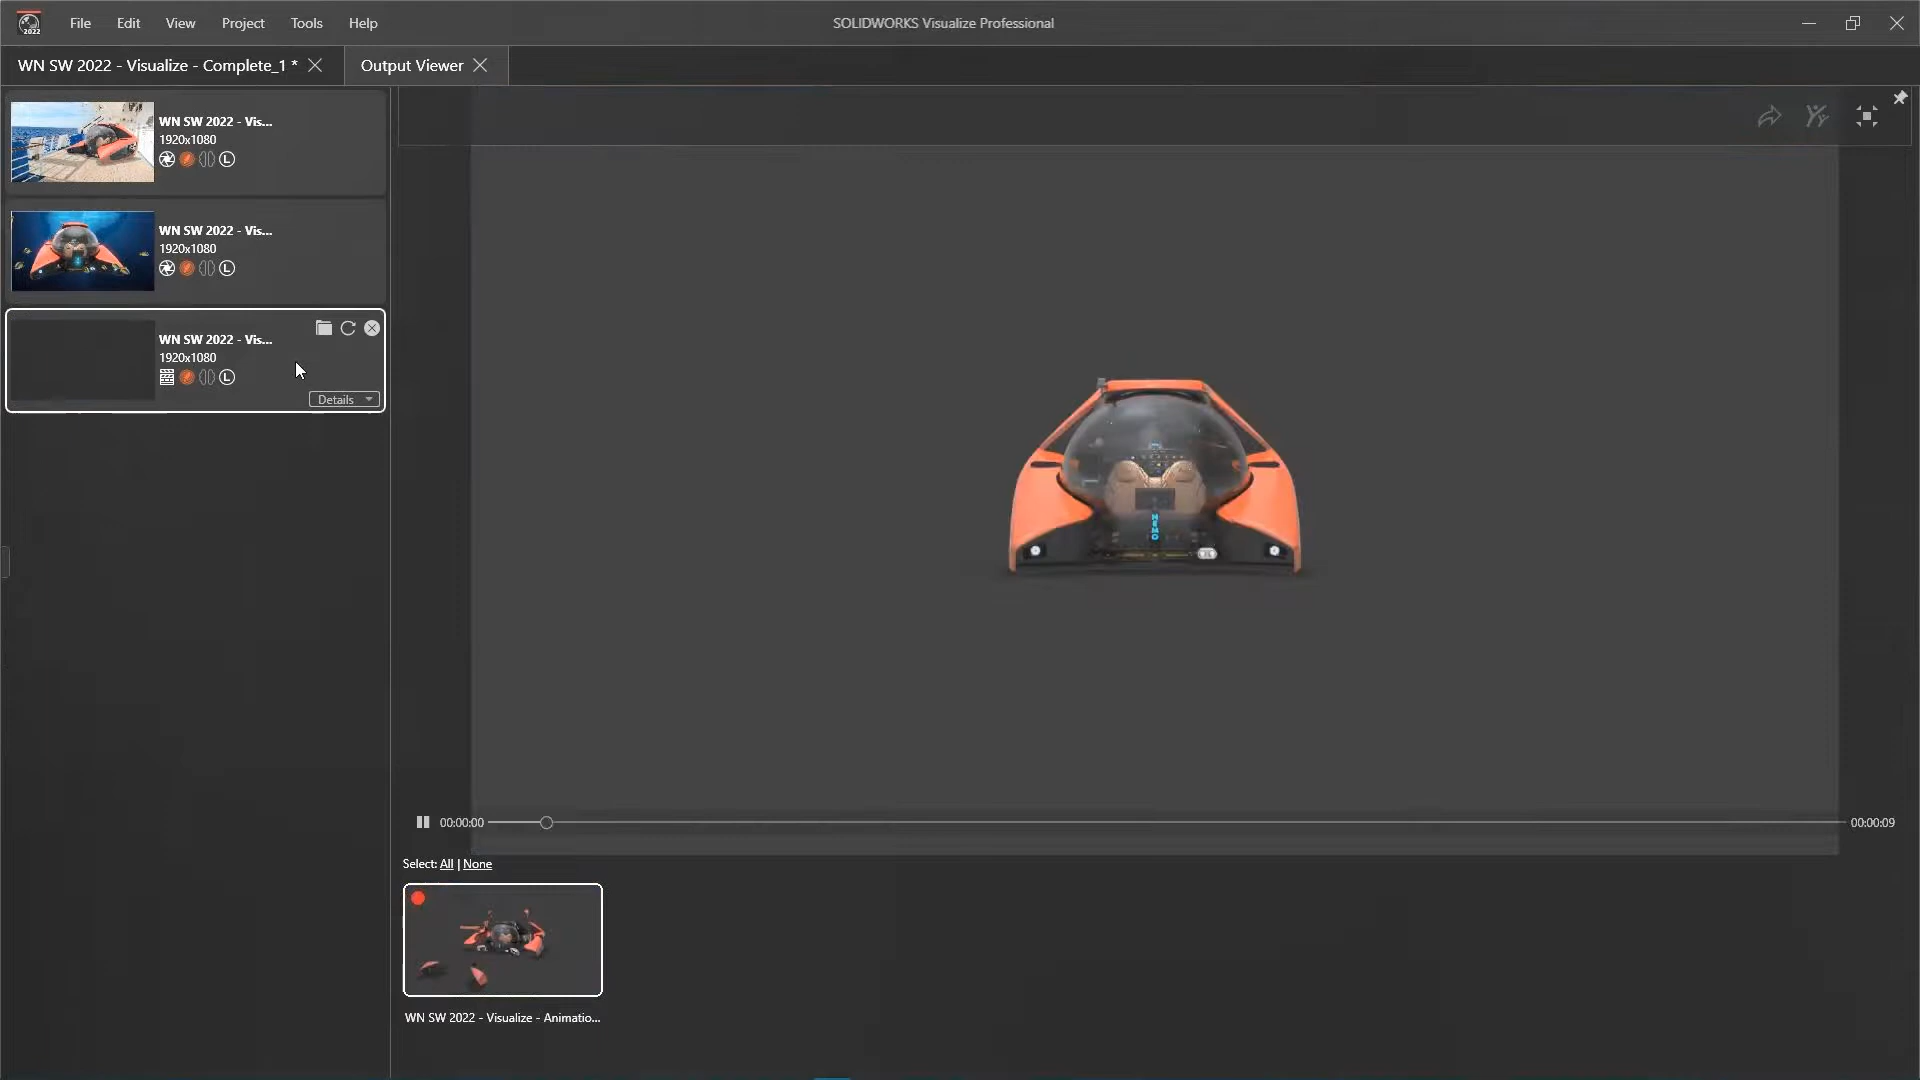 2022
File Edit View Project Tools Help
SOLIDWORKS Visualize Professional
WN SW 2022 - Visualize - Complete_1 *
Output Viewer
WN SW 2022 - Vis...
1920x1080
L
WN SW 2022 - Vis...
1920x1080
L
WN SW 2022 - Vis...
1920x1080
L
Details
NEMO
00:00:00
00:00:09
Select: All | None
WN SW 2022 - Visualize - Animatio...